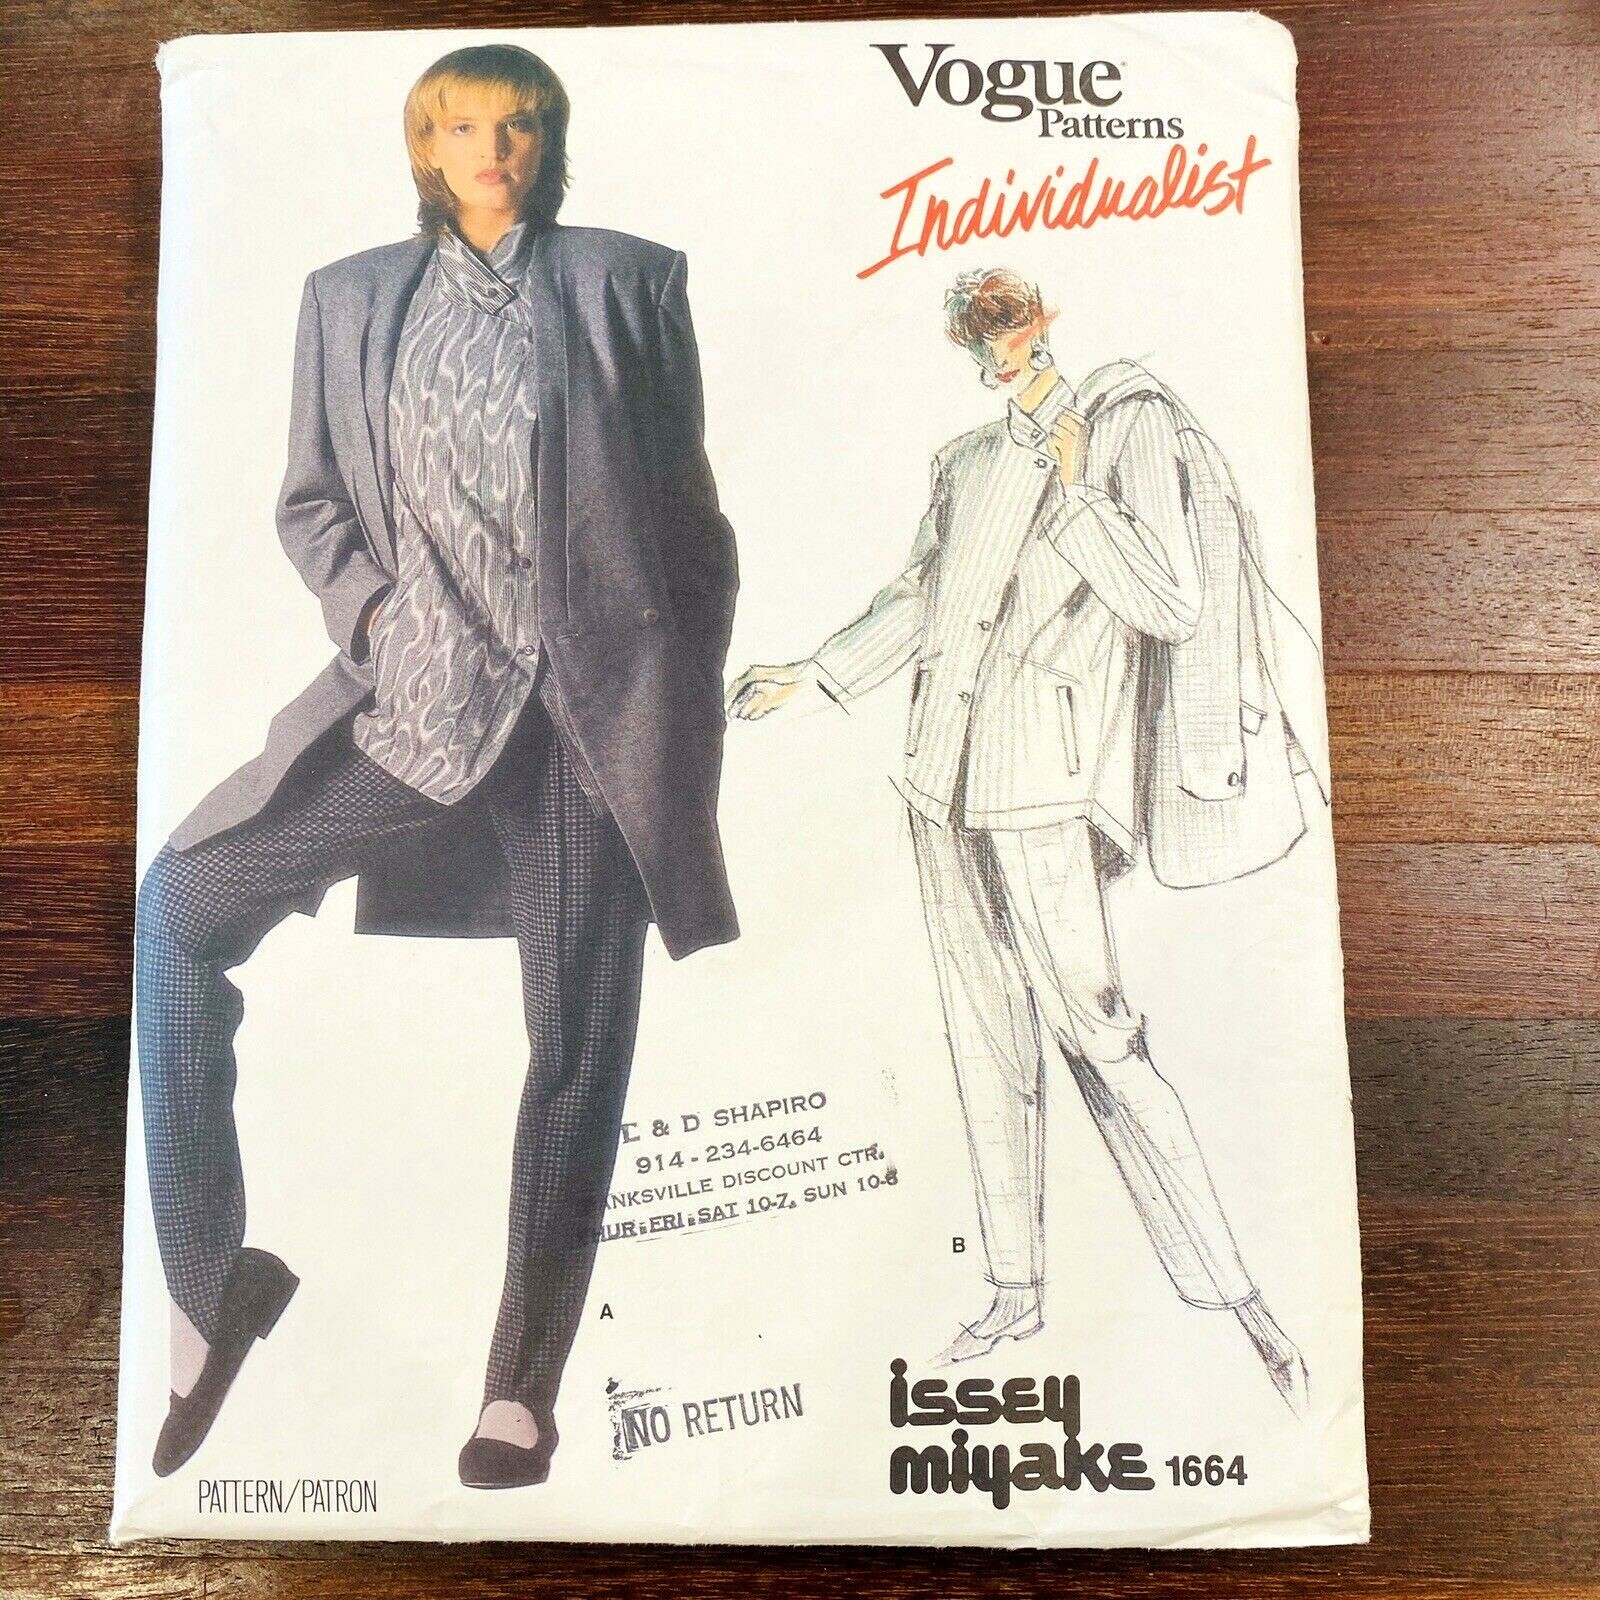 Vogue
Patterns
Individualist
& D SHAPIRO
914-234-6464
DISCOUNT CTR.
SAT 10-7. SUN 10-6
B
A
NO RETURN
issey
miyake 1664
PATTERN/PATRON